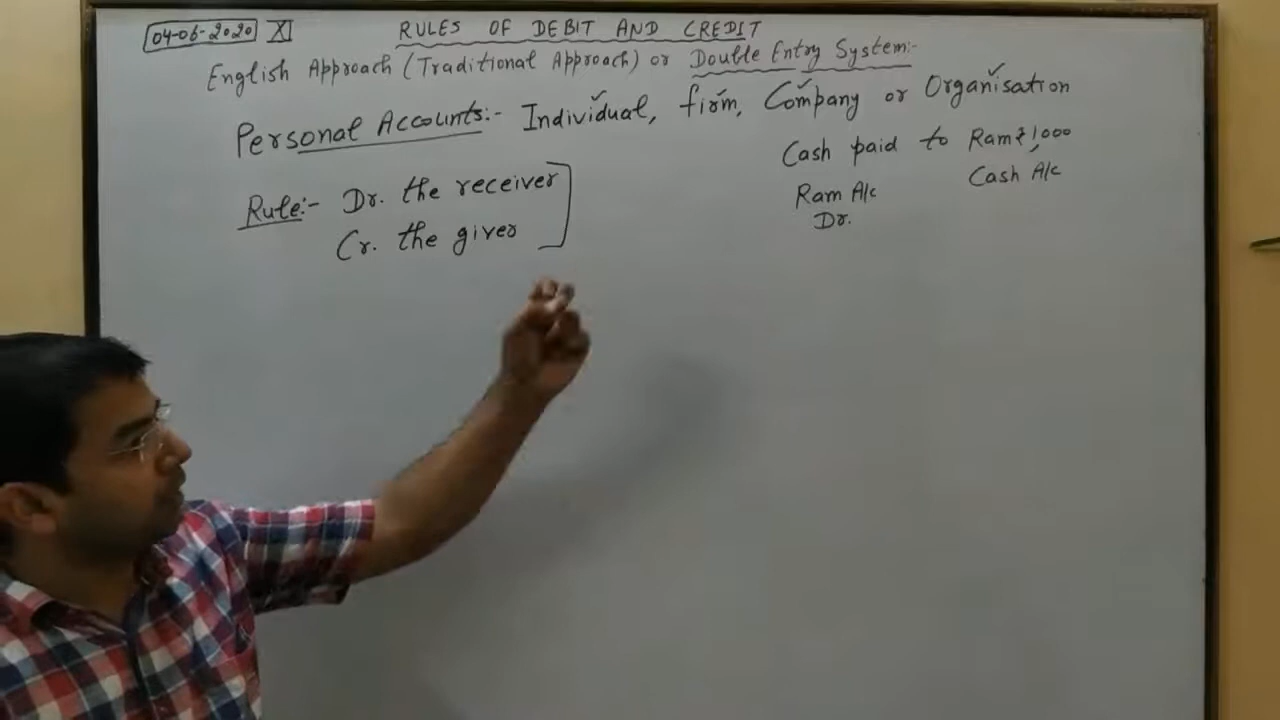 04-06-2020 XI
RULES OF DEBIT AND CREDIT
English Approach (Traditional Approach) or Double Entry System:-
Personal Accounts:- Individual, firm, Company or Organisation
Cash paid to Ram ₹1,000
Ram A/c Cash A/c
Dr.
Rule:- Dr. the receiver
Cr. the giver